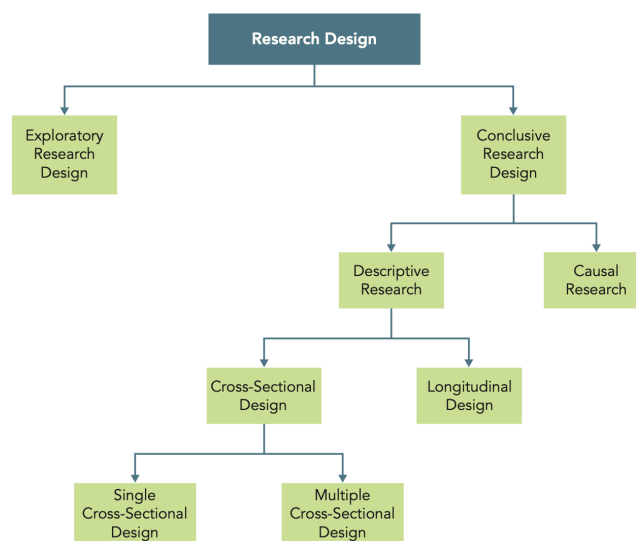 Research Design
Exploratory
Research
Design
Conclusive
Research
Design
Descriptive
Research
Causal
Research
Cross-Sectional
Design
Longitudinal
Design
Single
Cross-Sectional
Design
Multiple
Cross-Sectional
Design